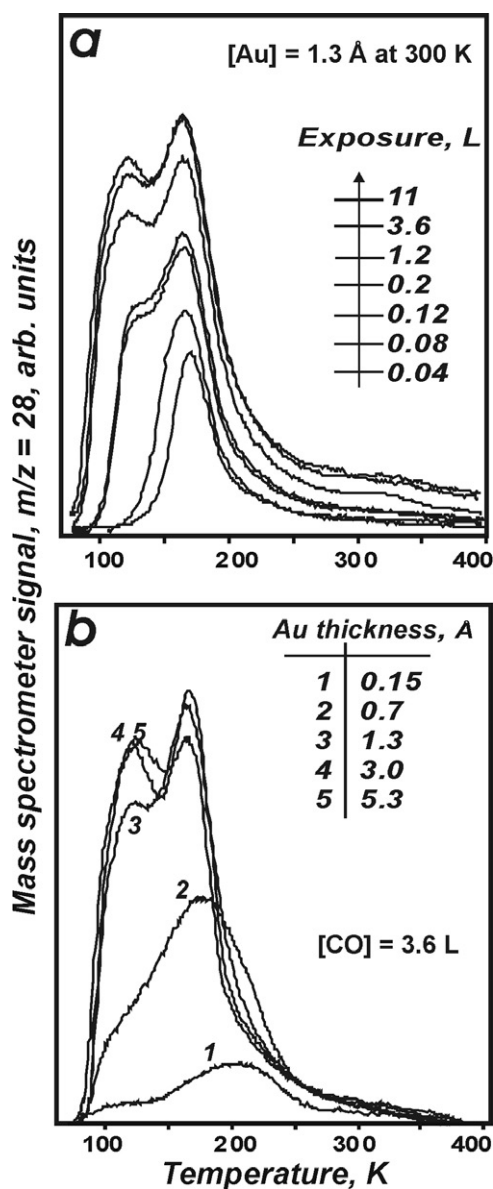 Mass spectrometer signal, m/z = 28, arb. units
a
[Au] = 1.3 Å at 300 K
Exposure, L
11
3.6
1.2
0.2
0.12
0.08
0.04
100 200 300 400
b
Au thickness, Å
1 0.15
2 0.7
3 1.3
4 3.0
5 5.3
4 5
3
2
[CO] = 3.6 L
1
100 200 300 400
Temperature, K